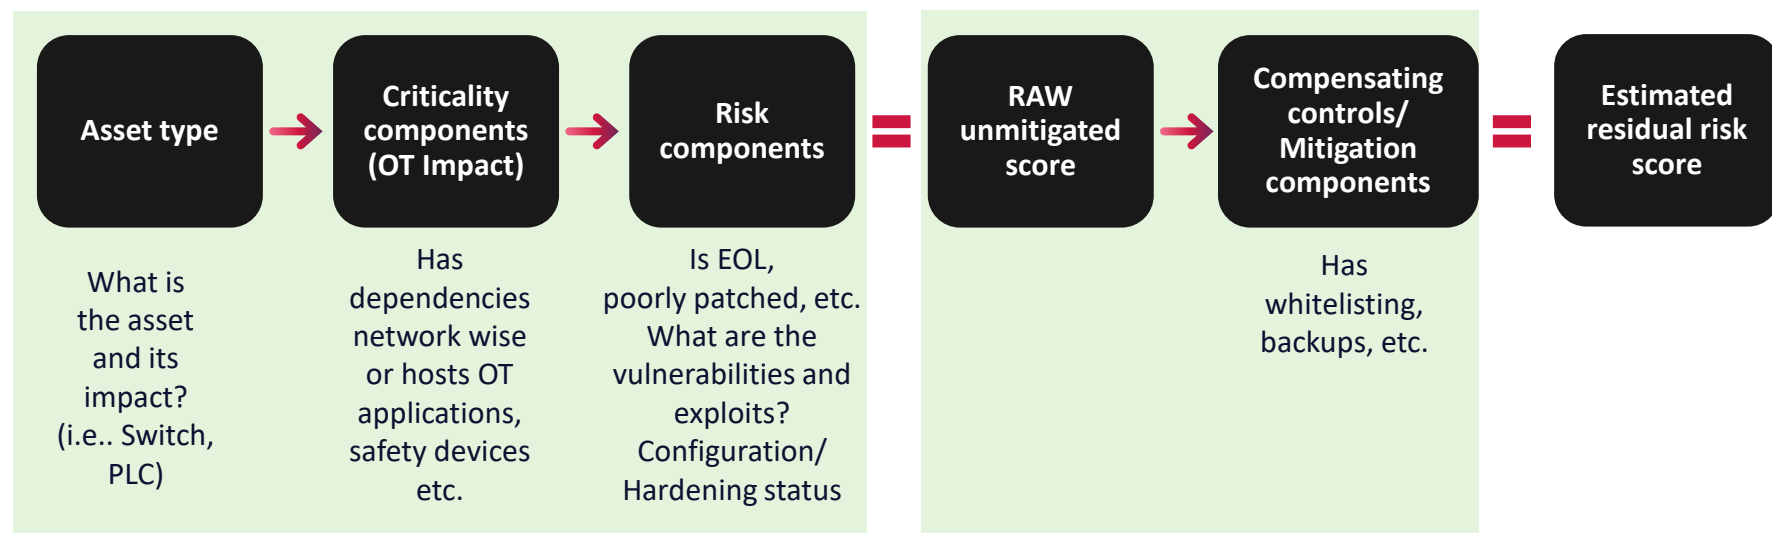 Asset type
Criticality
components
(OT Impact)
Risk
components
RAW
unmitigated
score
Compensating
controls/
Mitigation
components
Estimated
residual risk
score
What is
the asset
and its
impact?
(i.e.. Switch,
PLC)
Has
dependencies
network wise
or hosts OT
applications,
safety devices
etc.
Is EOL,
poorly patched, etc.
What are the
vulnerabilities and
exploits?
Configuration/
Hardening status
Has
whitelisting,
backups, etc.